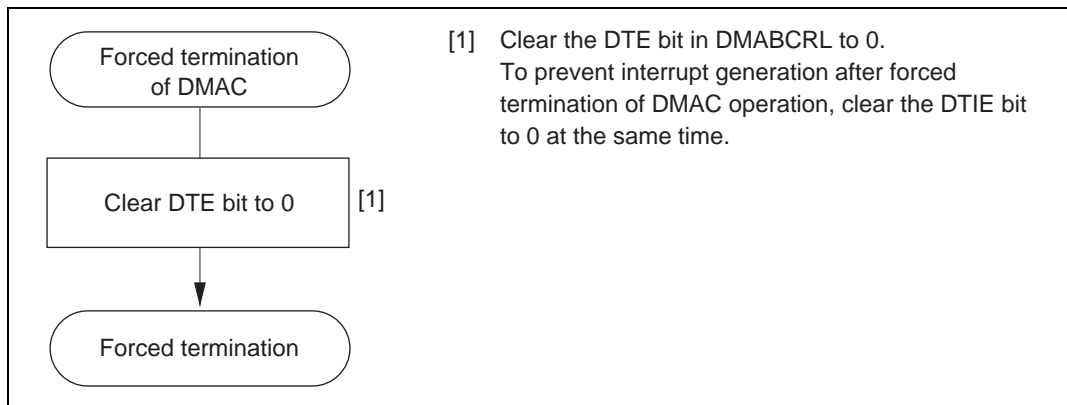 Forced termination
of DMAC
[1] Clear the DTE bit in DMABCRL to 0.
To prevent interrupt generation after forced
termination of DMAC operation, clear the DTIE bit
to 0 at the same time.
Clear DTE bit to 0 [1]
Forced termination